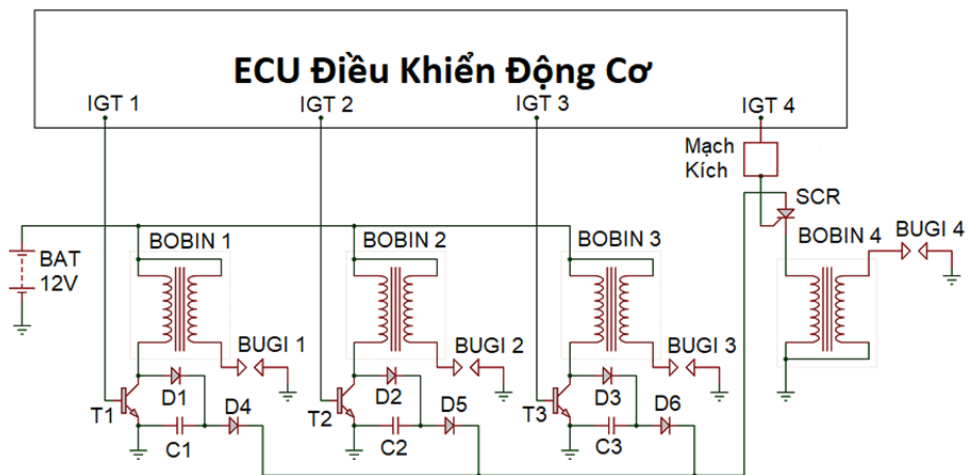 ECU Điều Khiển Động Cơ
IGT 1
IGT 2
IGT 3
IGT 4
Mạch
Kích
SCR
BUGI 4
BAT
12V
BOBIN 1
BOBIN 2
BOBIN 3
BOBIN 4
BUGI 1
BUGI 2
BUGI 3
T1
D1
D4
C1
T2
D2
D5
C2
T3
D3
D6
C3